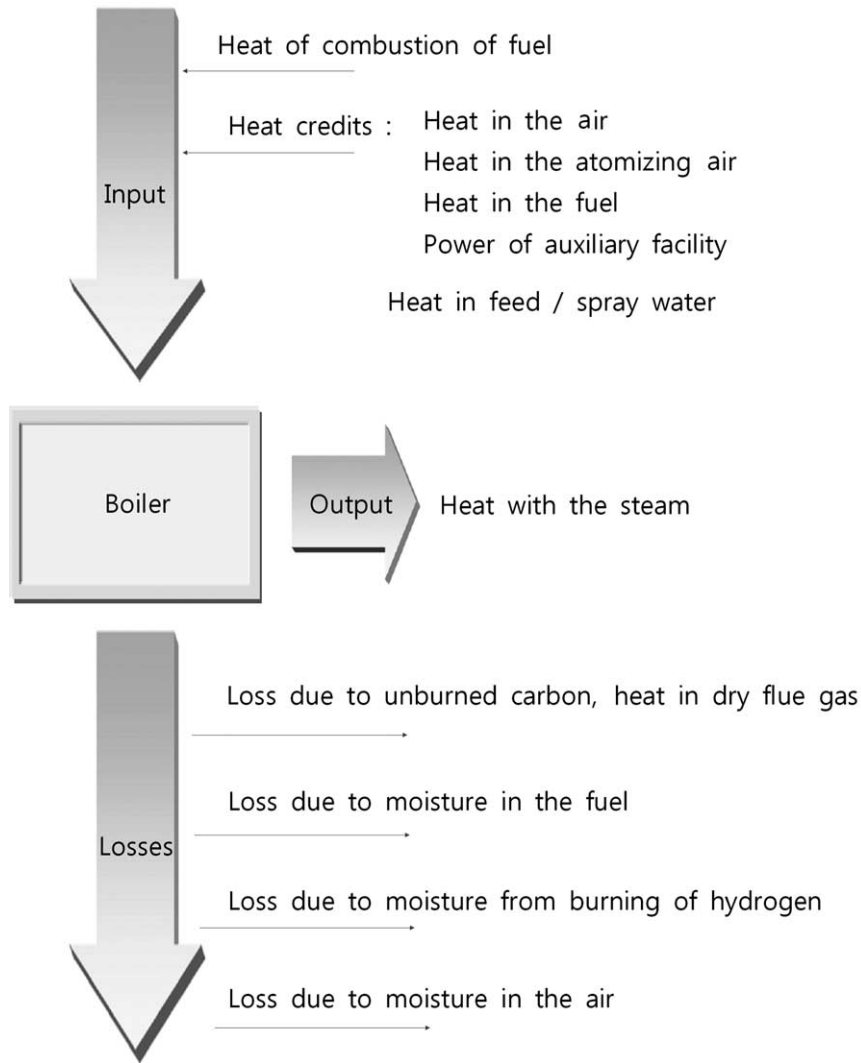 Heat of combustion of fuel
Heat credits : Heat in the air
Heat in the atomizing air
Input
Heat in the fuel
Power of auxiliary facility
Heat in feed / spray water
Boiler
Output
Heat with the steam
Loss due to unburned carbon, heat in dry flue gas
Loss due to moisture in the fuel
Losses
Loss due to moisture from burning of hydrogen
Loss due to moisture in the air